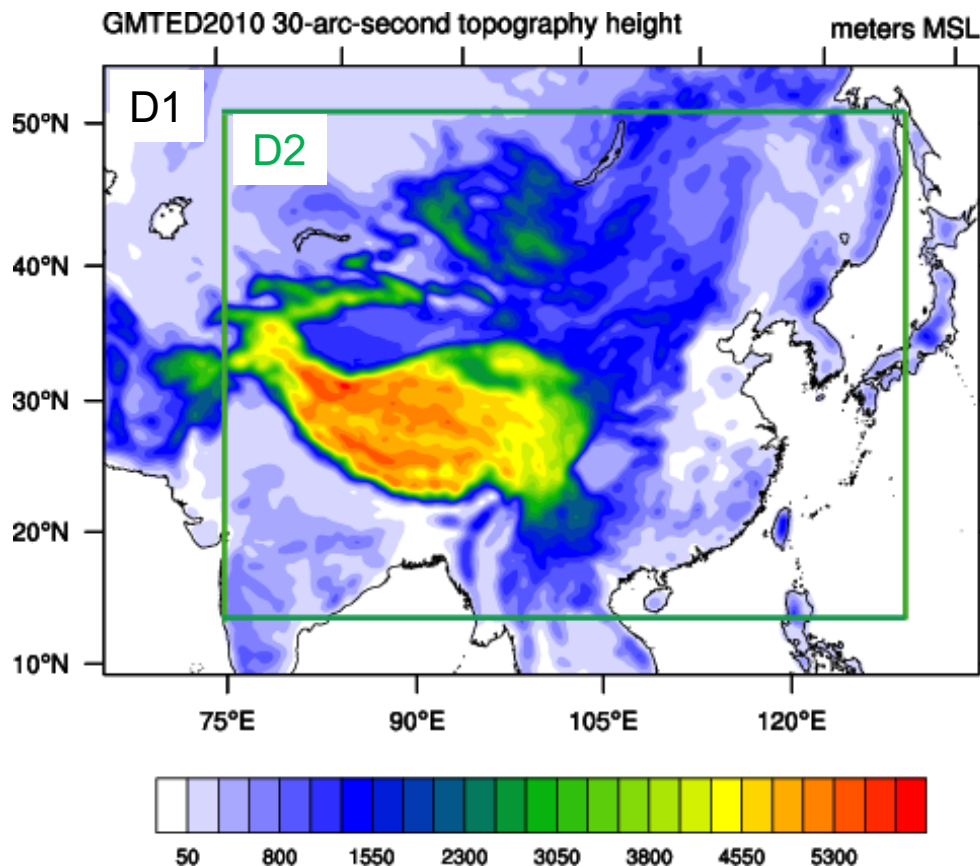 GMTED2010 30-arc-second topography height meters MSL
D1
D2
50°N
40°N
30°N
20°N
10°N
75°E 90°E 105°E 120°E
50 800 1550 2300 3050 3800 4550 5300